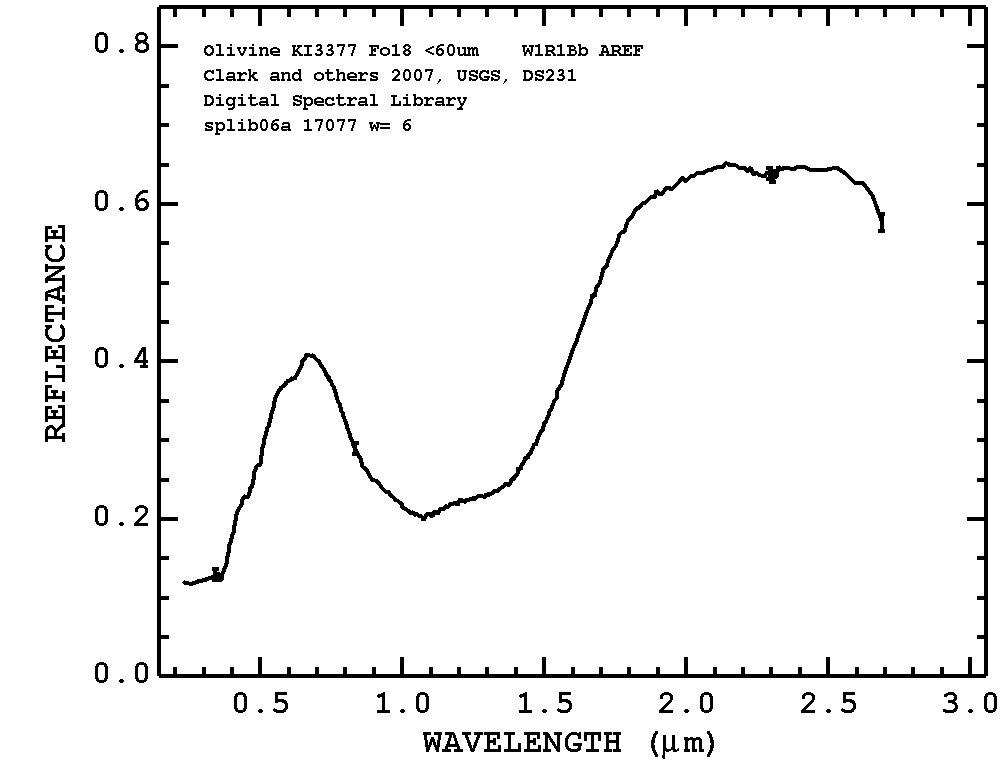 Olivine KI3377 Fo18 <60um W1R1Bb AREF
Clark and others 2007, USGS, DS231
Digital Spectral Library
splib06a 17077 w= 6
0.8
0.6
0.4
0.2
0.0
REFLECTANCE
0.5 1.0 1.5 2.0 2.5 3.0
WAVELENGTH (μm)